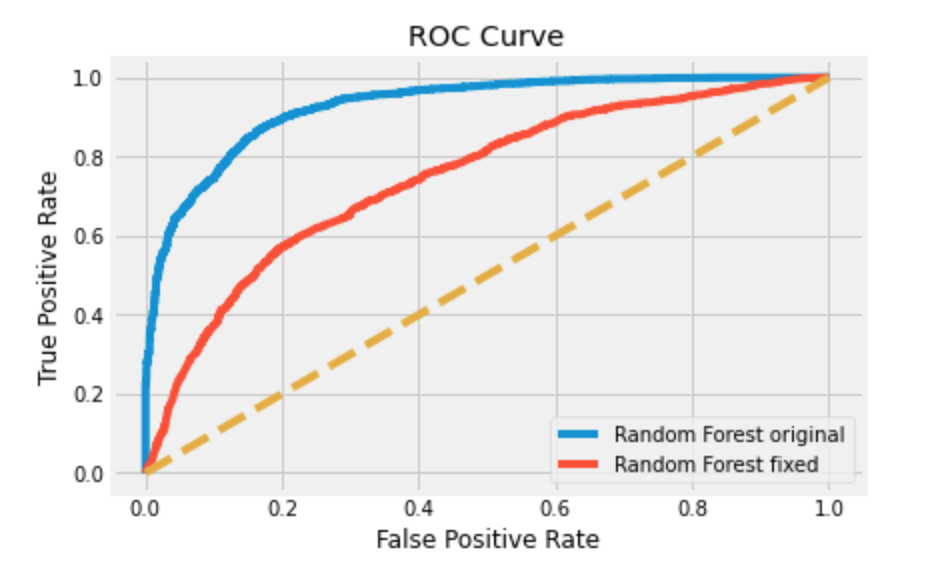 ROC Curve
True Positive Rate
1.0
0.8
0.6
0.4
0.2
0.0
Random Forest original
Random Forest fixed
0.0 0.2 0.4 0.6 0.8 1.0
False Positive Rate